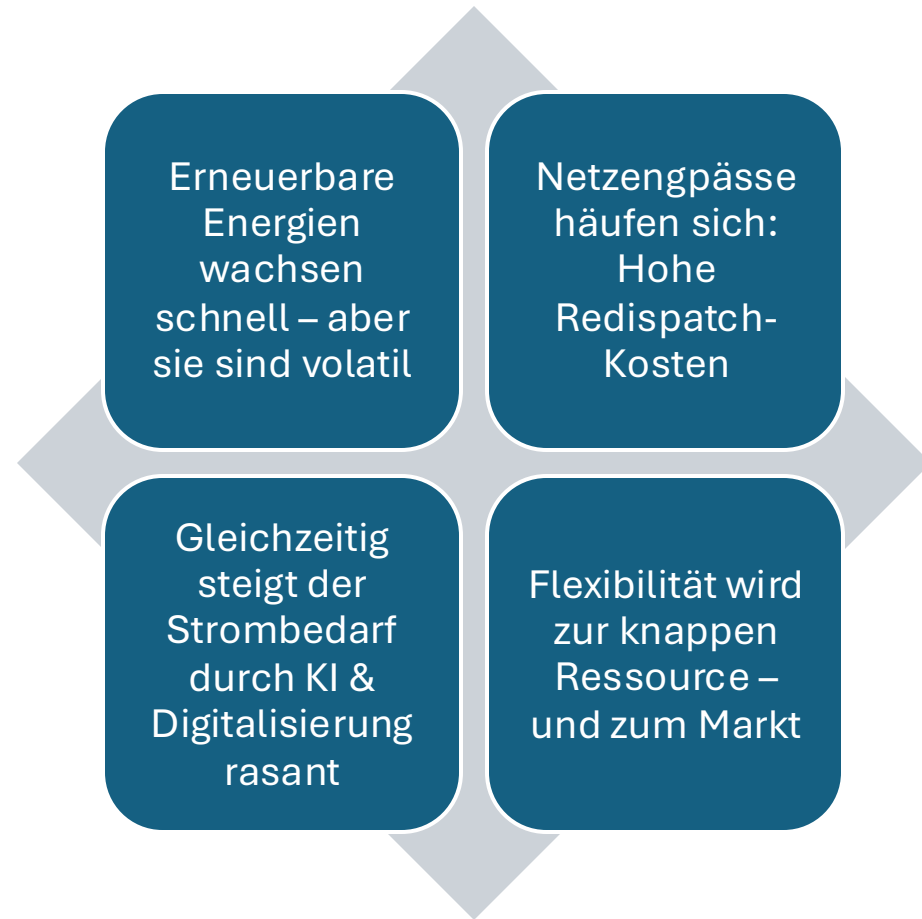 Erneuerbare
Energien
wachsen
schnell – aber
sie sind volatil
Netzengpässe
häufen sich:
Hohe
Redispatch-
Kosten
Gleichzeitig
steigt der
Strombedarf
durch KI &
Digitalisierung
rasant
Flexibilität wird
zur knappen
Ressource –
und zum Markt